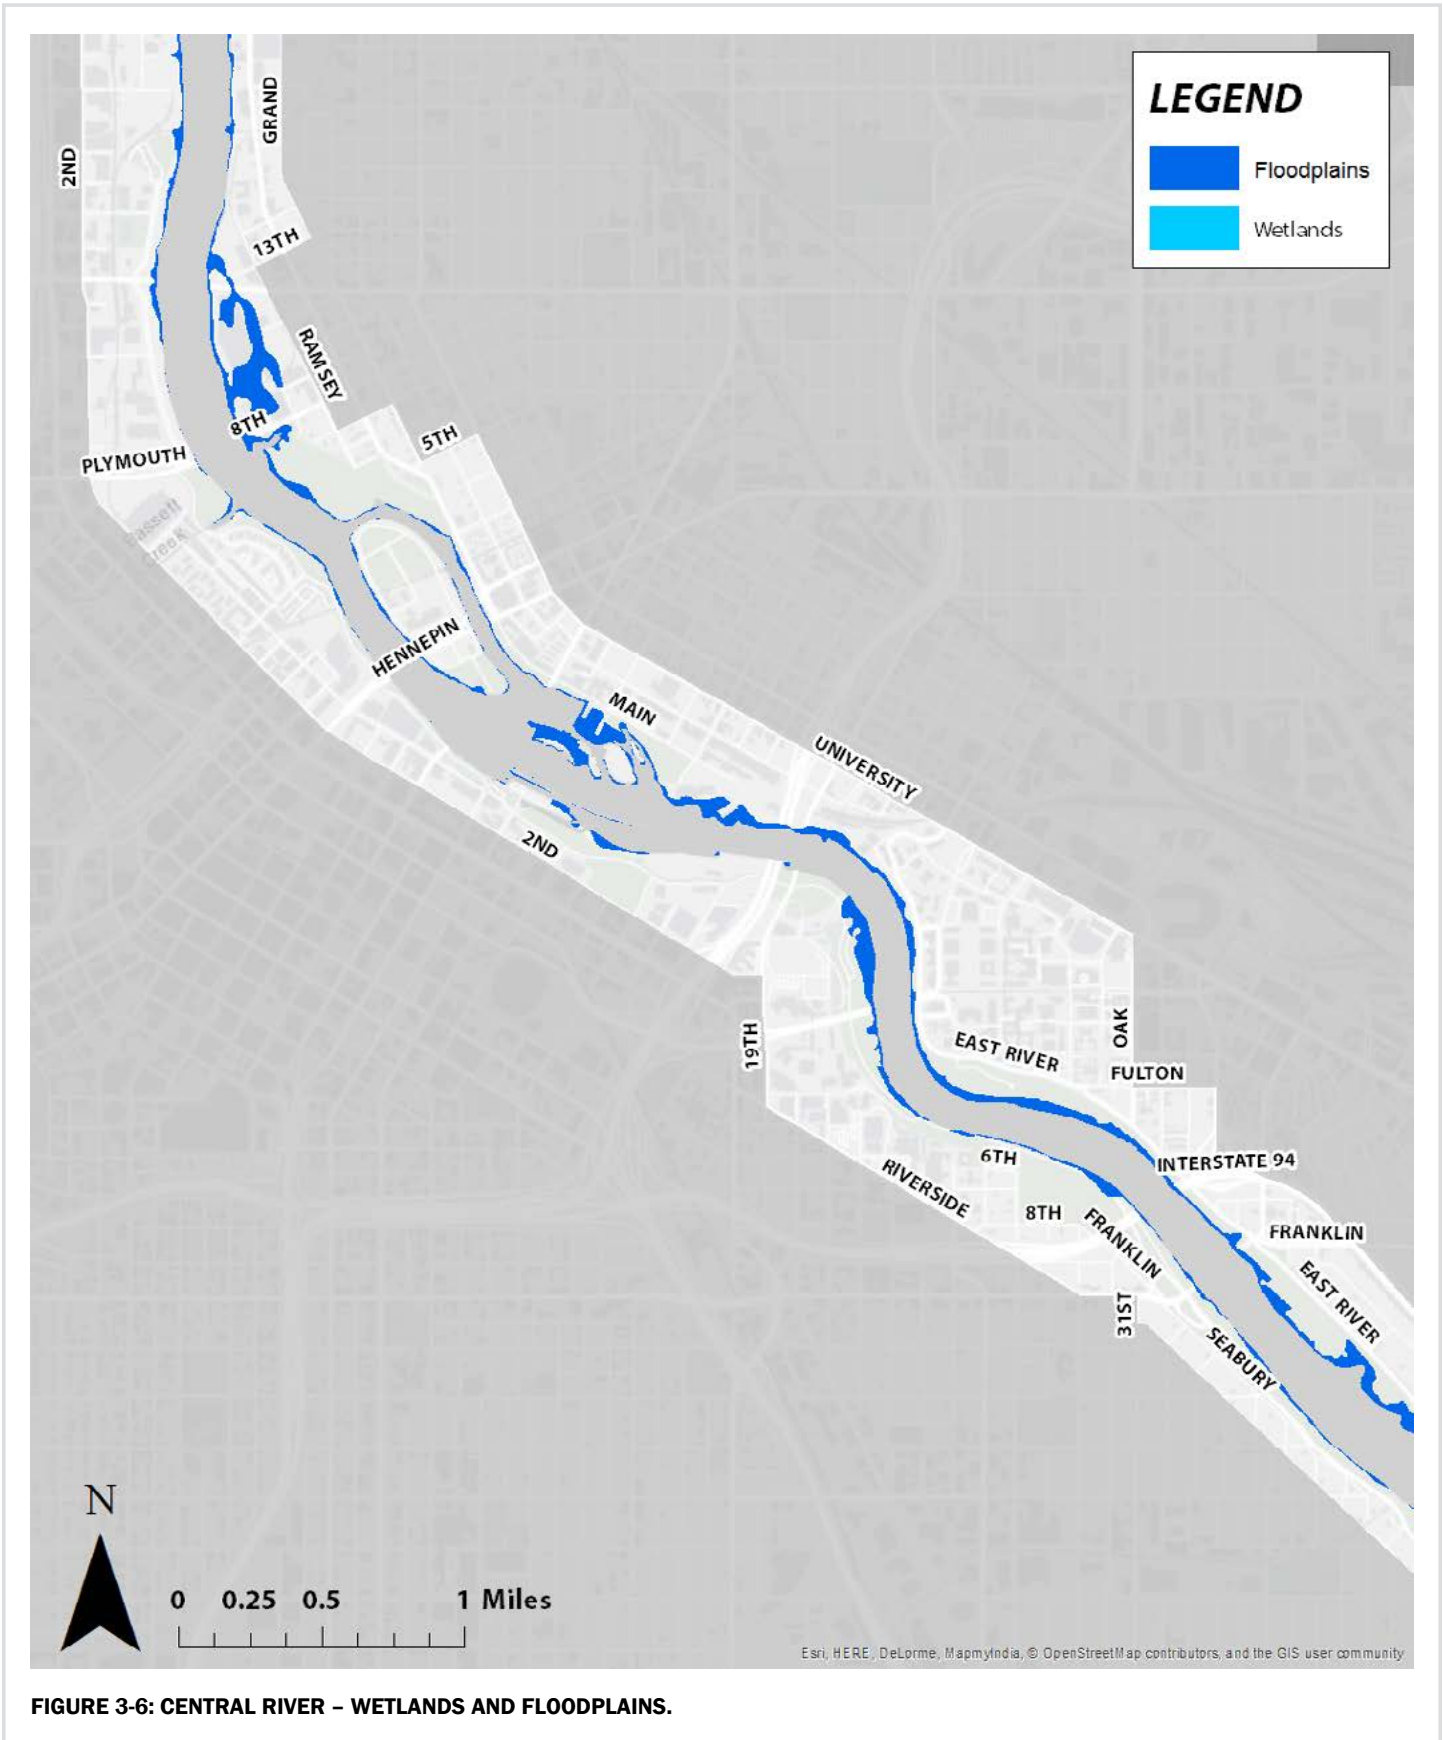 GRAND
2ND
LEGEND
Floodplains
Wetlands
13TH
RAMSEY
8TH
5TH
PLYMOUTH
Bassett
Creek
HENNEPIN
MAIN
UNIVERSITY
2ND
19TH
OAK
EAST RIVER
FULTON
6TH
INTERSTATE 94
RIVERSIDE
8TH
FRANKLIN
FRANKLIN
EAST RIVER
31ST
SEABURY
N
0 0.25 0.5 1 Miles
Esri, HERE, DeLorme, MapmyIndia, © OpenStreetMap contributors, and the GIS user community
FIGURE 3-6: CENTRAL RIVER – WETLANDS AND FLOODPLAINS.